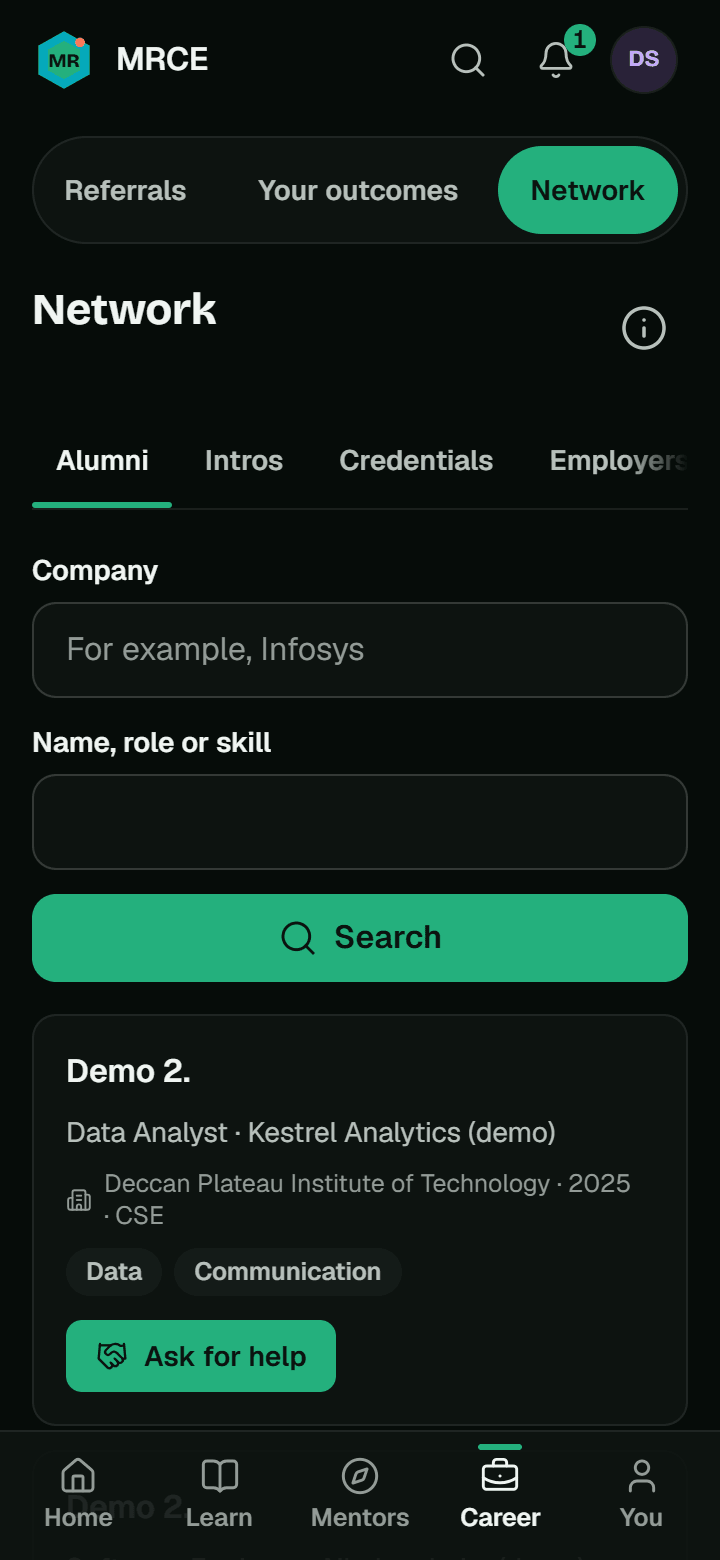 MR
MRCE
1
DS
Referrals
Your outcomes
Network
Network
Alumni
Intros
Credentials
Employers
Company
For example, Infosys
Name, role or skill
Search
Demo 2.
Data Analyst · Kestrel Analytics (demo)
Deccan Plateau Institute of Technology · 2025
· CSE
Data
Communication
Ask for help
Demo 2.
Home
Learn
Mentors
Career
You